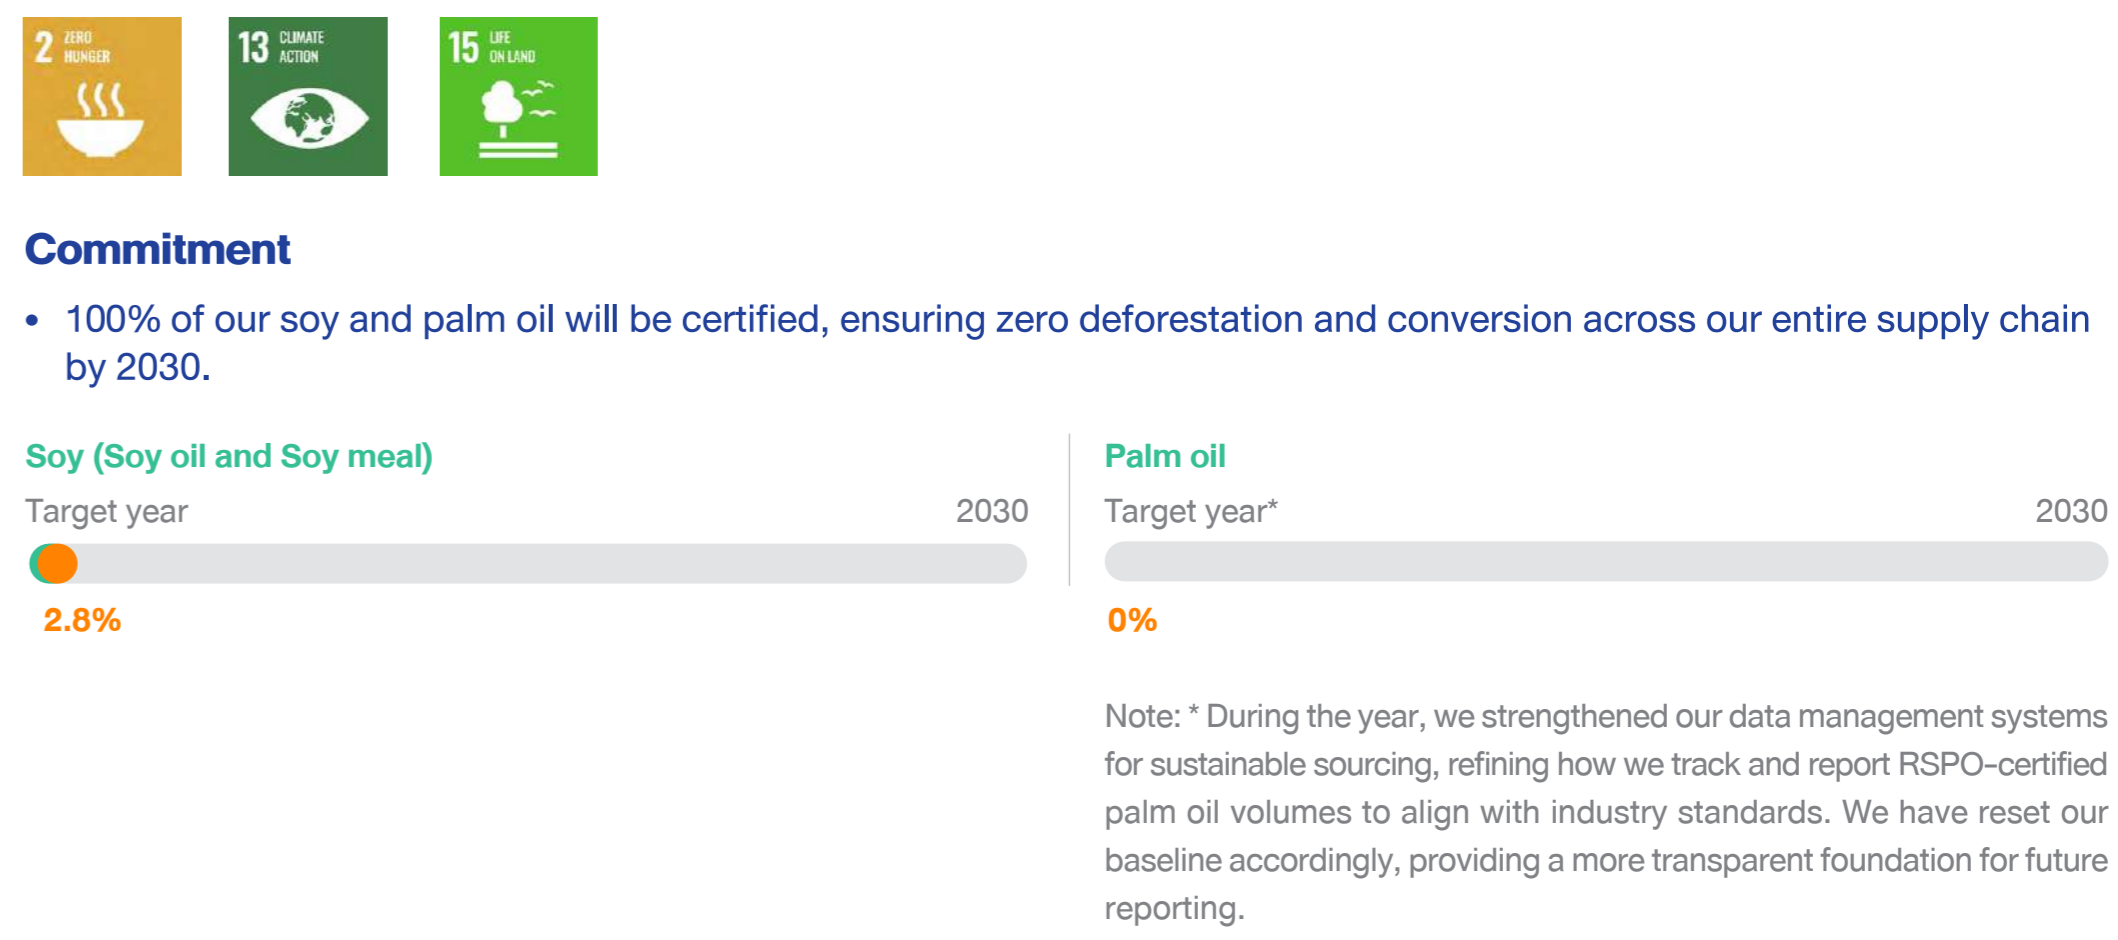 2 ZERO
HUNGER
13 CLIMATE
ACTION
15 LIFE
ON LAND
Commitment
• 100% of our soy and palm oil will be certified, ensuring zero deforestation and conversion across our entire supply chain
by 2030.
Soy (Soy oil and Soy meal)
Target year 2030
2.8%
Palm oil
Target year* 2030
0%
Note: * During the year, we strengthened our data management systems
for sustainable sourcing, refining how we track and report RSPO-certified
palm oil volumes to align with industry standards. We have reset our
baseline accordingly, providing a more transparent foundation for future
reporting.